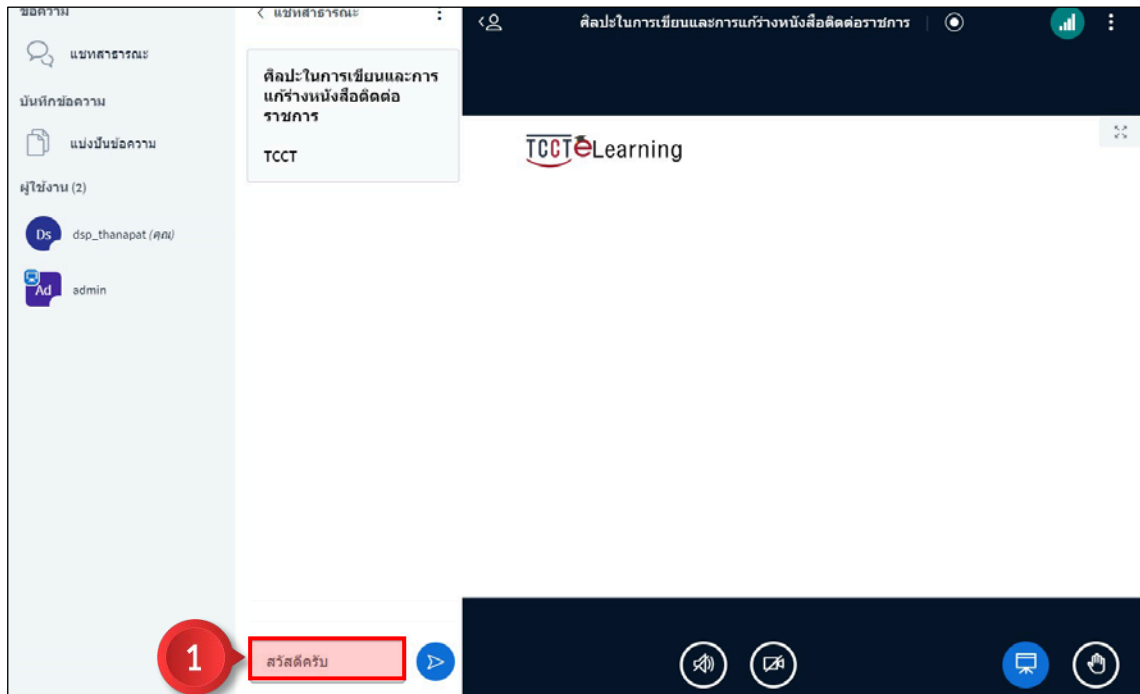 ข้อความ
แชทสาธารณะ
บันทึกข้อความ
แบ่งปันข้อความ
ผู้ใช้งาน (2)
Ds dsp_thanapat (คุณ)
Ad admin
แชทสาธารณะ
ศิลปะในการเขียนและการ
แก้ร่างหนังสือติดต่อ
ราชการ
TCCT
1 สวัสดีครับ
ศิลปะในการเขียนและการแก้ร่างหนังสือติดต่อราชการ
TCCT eLearning